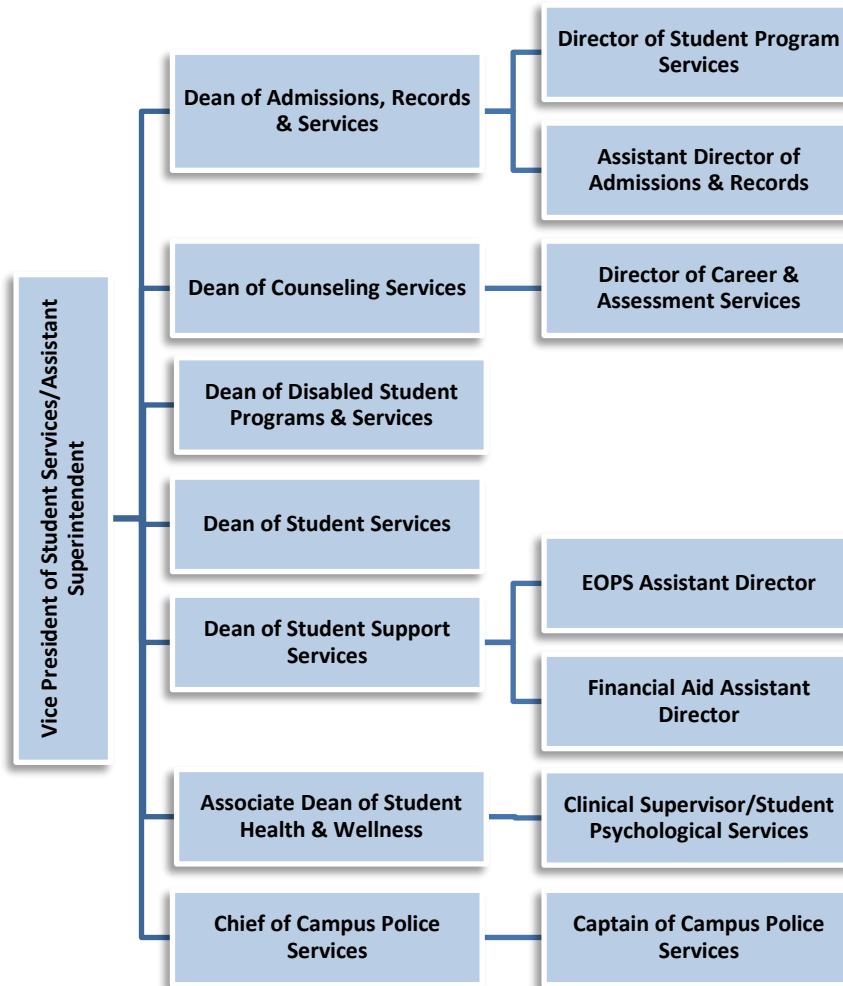 Vice President of Student Services/Assistant
Superintendent
Dean of Admissions, Records
& Services
Director of Student Program
Services
Assistant Director of
Admissions & Records
Dean of Counseling Services
Director of Career &
Assessment Services
Dean of Disabled Student
Programs & Services
Dean of Student Services
Dean of Student Support
Services
EOPS Assistant Director
Financial Aid Assistant
Director
Associate Dean of Student
Health & Wellness
Clinical Supervisor/Student
Psychological Services
Chief of Campus Police
Services
Captain of Campus Police
Services